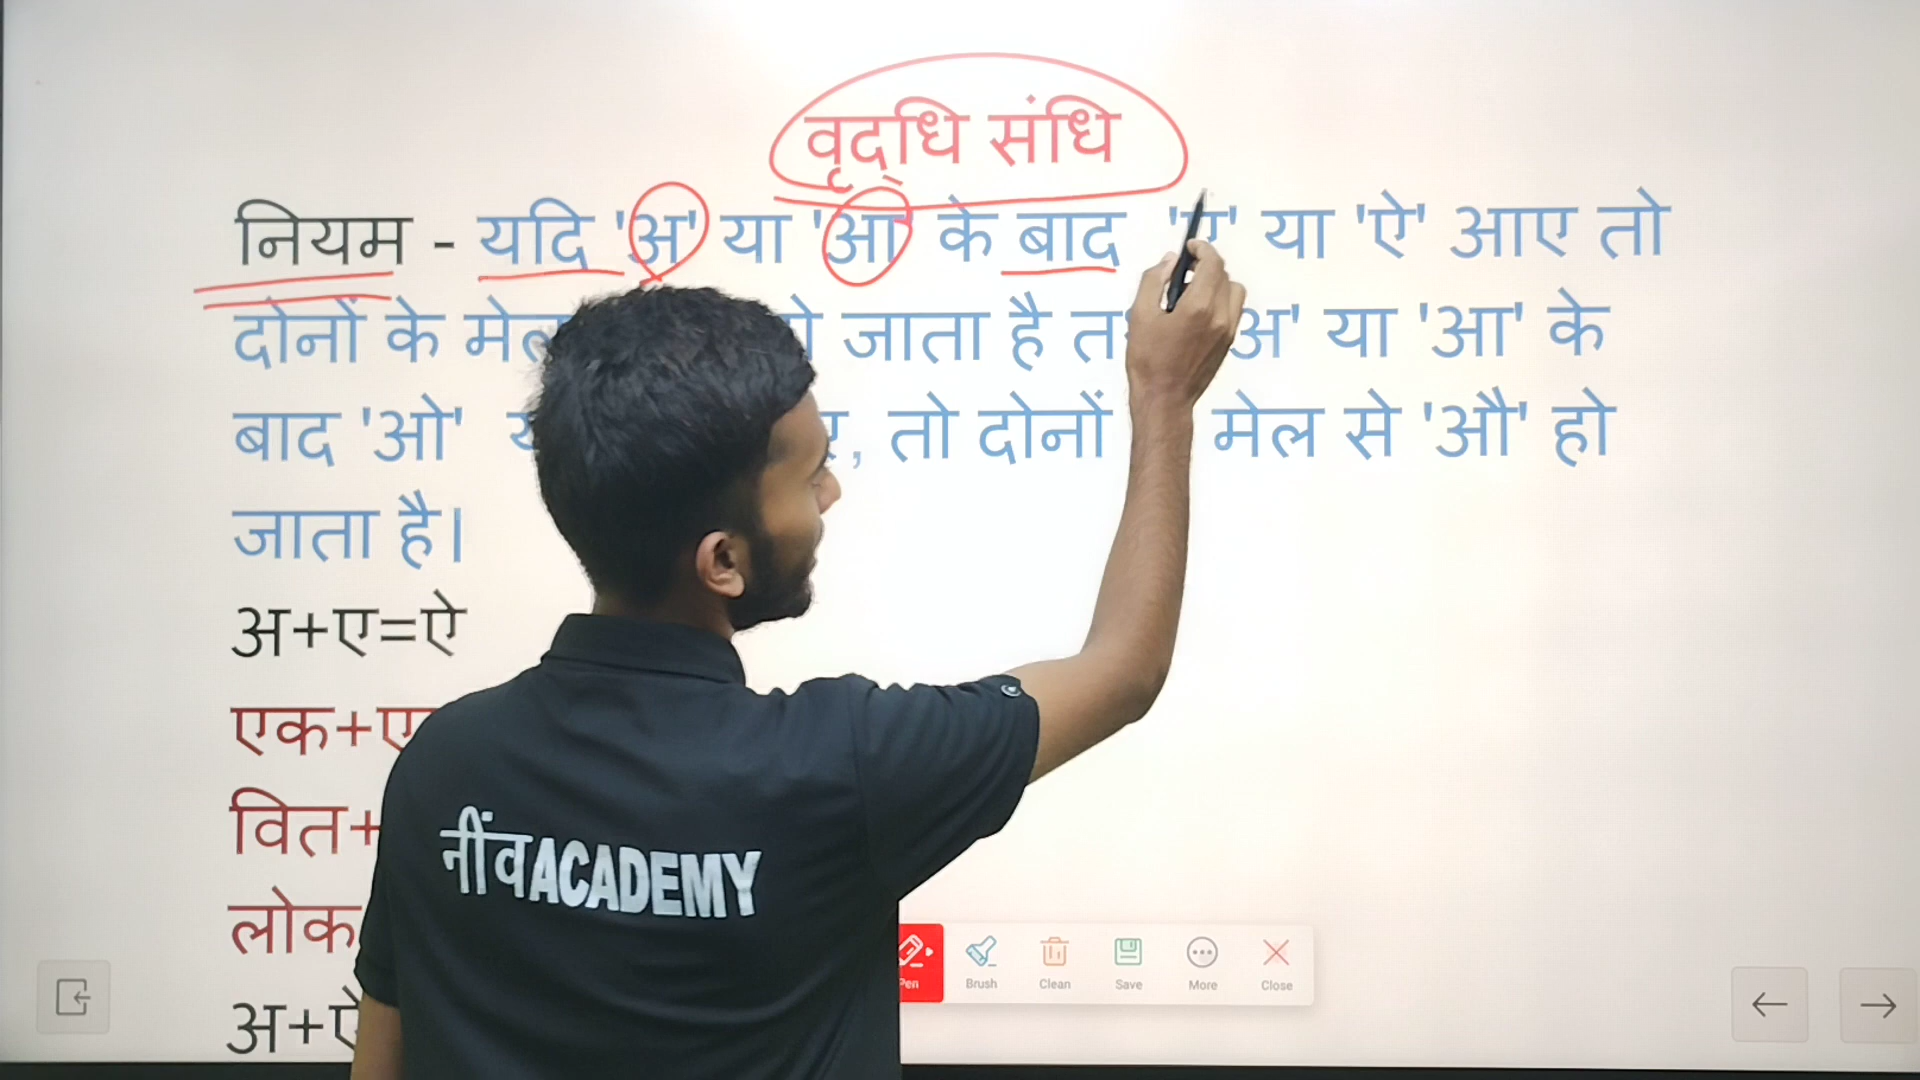 वृद्धि संधि
नियम - यदि 'अ' या 'आ' के बाद 'ए' या 'ऐ' आए तो
दोनों के जाता है 'अ' या 'आ' के
बाद 'ओ' , तो दोनों मेल से 'औ' हो
जाता है।
अ+ए=ऐ
एक+
वित+
लोक
अ+ऐ
नींव ACADEMY
Pen Brush Clean Save More Close